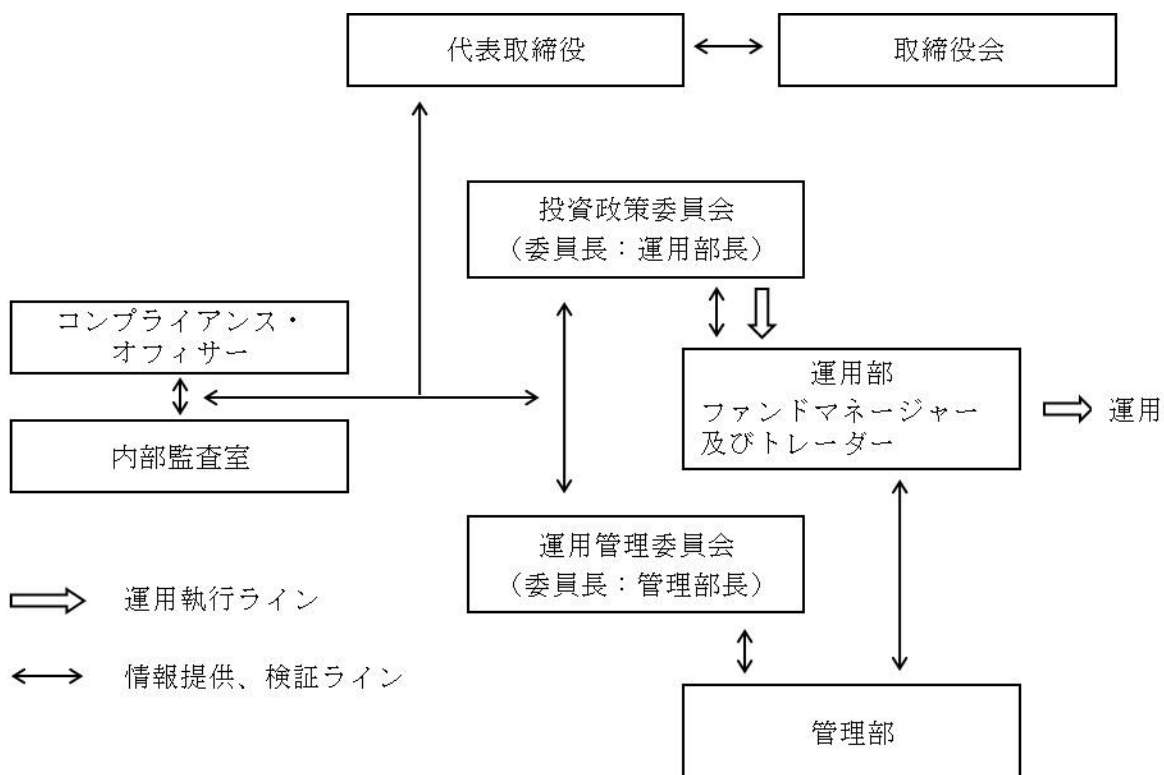 代表取締役
取締役会
投資政策委員会
（委員長：運用部長）
コンプライアンス・
オフィサー
内部監査室
運用部
ファンドマネージャー
及びトレーダー
運用
運用管理委員会
（委員長：管理部長）
運用執行ライン
情報提供、検証ライン
管理部